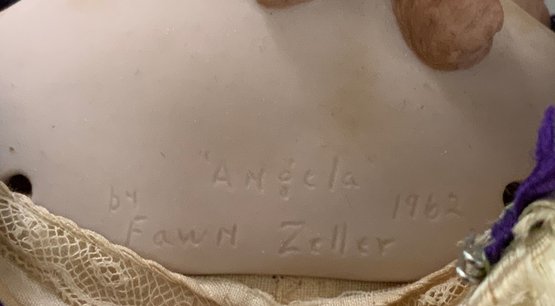 "Angela
by 1962
Fawn Zeller